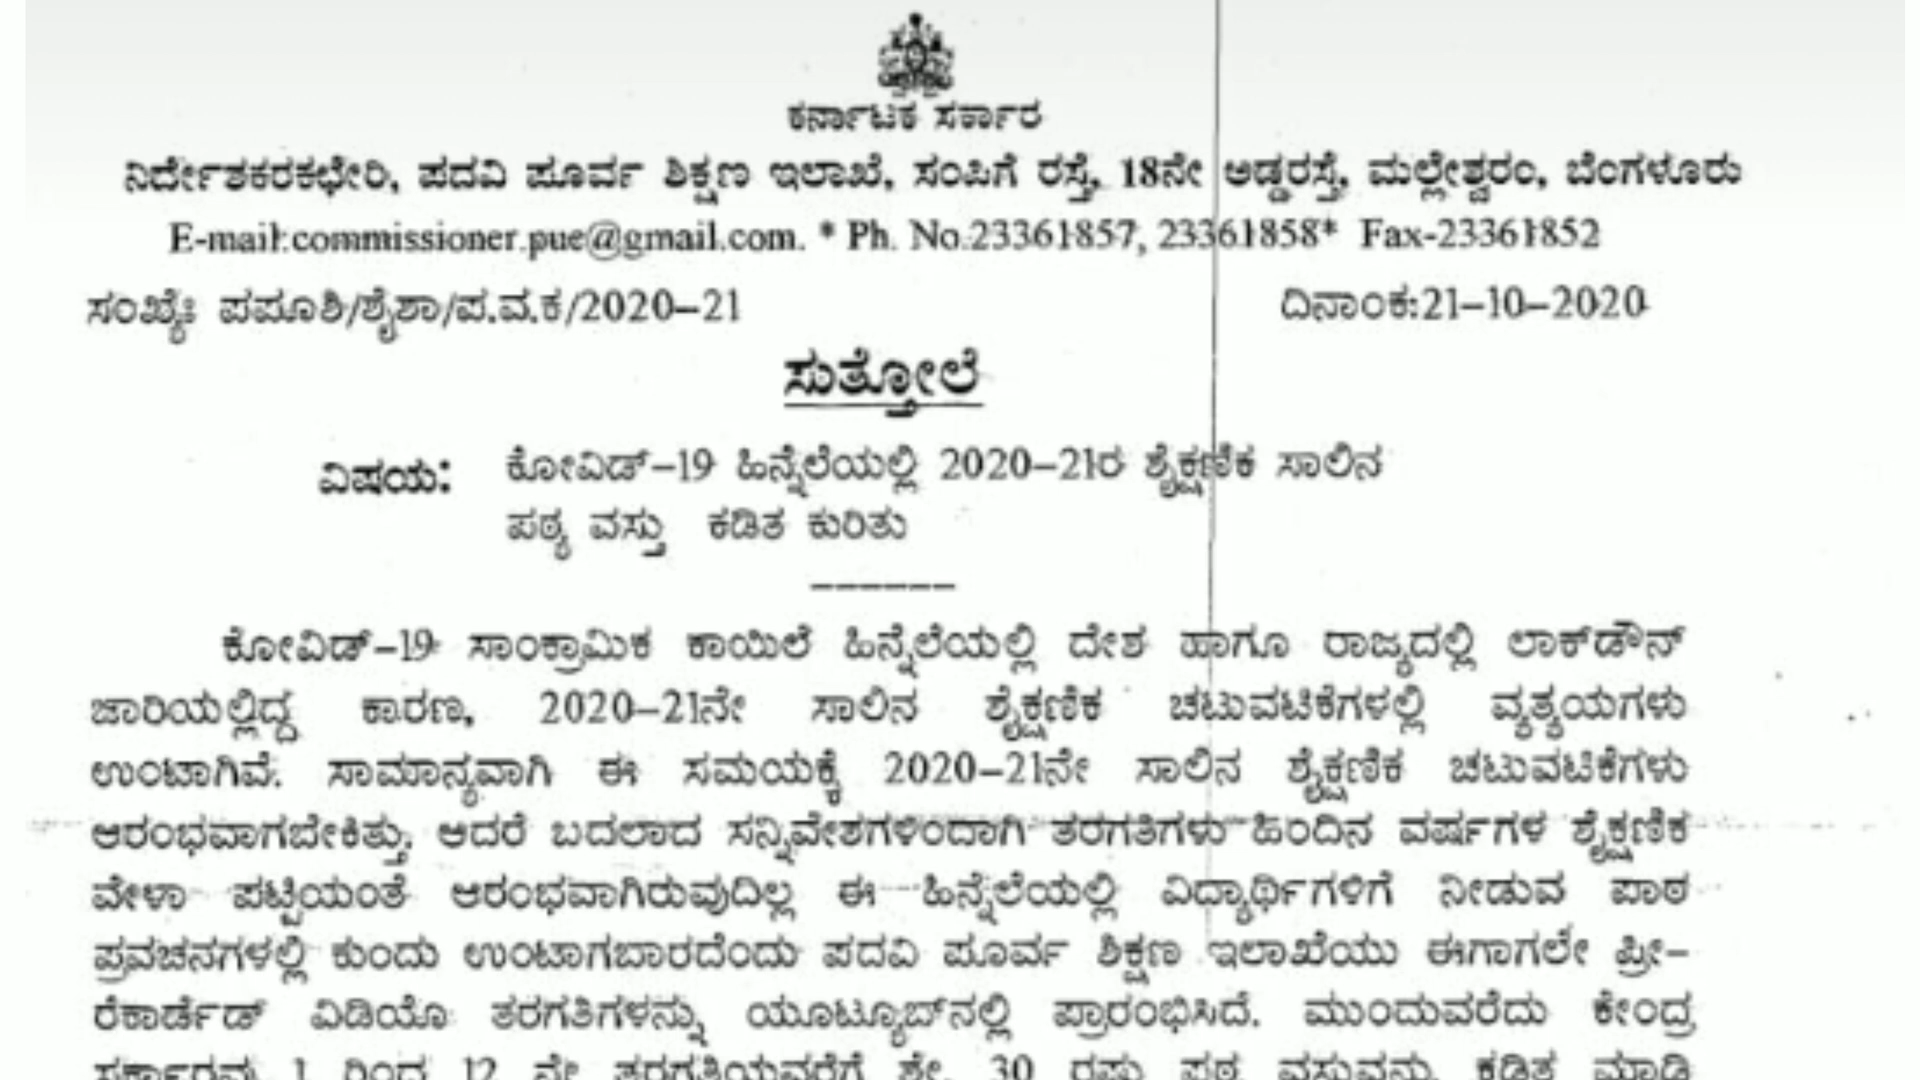 ಕರ್ನಾಟಕ ಸರ್ಕಾರ
ನಿರ್ದೇಶಕರಕಛೇರಿ, ಪದವಿ ಪೂರ್ವ ಶಿಕ್ಷಣ ಇಲಾಖೆ, ಸಂಪಿಗೆ ರಸ್ತೆ, 18ನೇ ಅಡ್ಡರಸ್ತೆ, ಮಲ್ಲೇಶ್ವರಂ, ಬೆಂಗಳೂರು
E-mail:commissioner.pue@gmail.com. * Ph. No.23361857, 23361858* Fax-23361852
ಸಂಖ್ಯೆಃ ಪಪೂಶಿ/ಶೈಶಾ/ಪ.ವ.ಕ/2020–21 ದಿನಾಂಕ:21–10–2020
ಸುತ್ತೋಲೆ
ವಿಷಯ: ಕೋವಿಡ್–19 ಹಿನ್ನೆಲೆಯಲ್ಲಿ 2020–21ರ ಶೈಕ್ಷಣಿಕ ಸಾಲಿನ
ಪಠ್ಯ ವಸ್ತು ಕಡಿತ ಕುರಿತು
––––––
ಕೋವಿಡ್–19 ಸಾಂಕ್ರಾಮಿಕ ಕಾಯಿಲೆ ಹಿನ್ನೆಲೆಯಲ್ಲಿ ದೇಶ ಹಾಗೂ ರಾಜ್ಯದಲ್ಲಿ ಲಾಕ್‌ಡೌನ್
ಜಾರಿಯಲ್ಲಿದ್ದ ಕಾರಣ, 2020–21ನೇ ಸಾಲಿನ ಶೈಕ್ಷಣಿಕ ಚಟುವಟಿಕೆಗಳಲ್ಲಿ ವ್ಯತ್ಯಯಗಳು
ಉಂಟಾಗಿವೆ. ಸಾಮಾನ್ಯವಾಗಿ ಈ ಸಮಯಕ್ಕೆ 2020–21ನೇ ಸಾಲಿನ ಶೈಕ್ಷಣಿಕ ಚಟುವಟಿಕೆಗಳು
ಆರಂಭವಾಗಬೇಕಿತ್ತು. ಆದರೆ ಬದಲಾದ ಸನ್ನಿವೇಶಗಳಿಂದಾಗಿ ತರಗತಿಗಳು ಹಿಂದಿನ ವರ್ಷಗಳ ಶೈಕ್ಷಣಿಕ
ವೇಳಾ ಪಟ್ಟಿಯಂತೆ ಆರಂಭವಾಗಿರುವುದಿಲ್ಲ ಈ ಹಿನ್ನೆಲೆಯಲ್ಲಿ ವಿದ್ಯಾರ್ಥಿಗಳಿಗೆ ನೀಡುವ ಪಾಠ
ಪ್ರವಚನಗಳಲ್ಲಿ ಕುಂದು ಉಂಟಾಗಬಾರದೆಂದು ಪದವಿ ಪೂರ್ವ ಶಿಕ್ಷಣ ಇಲಾಖೆಯು ಈಗಾಗಲೇ ಪ್ರೀ–
ರೆಕಾರ್ಡೆಡ್ ವಿಡಿಯೊ ತರಗತಿಗಳನ್ನು ಯೂಟ್ಯೂಬ್‌ನಲ್ಲಿ ಪ್ರಾರಂಭಿಸಿದೆ. ಮುಂದುವರೆದು ಕೇಂದ್ರ
ಸರ್ಕಾರವು 1 ರಿಂದ 12 ನೇ ತರಗತಿಯವರೆಗೆ ಶೇ. 30 ರಷ್ಟು ಪಠ್ಯ ವಸ್ತುವನ್ನು ಕಡಿತ ಮಾಡಿ